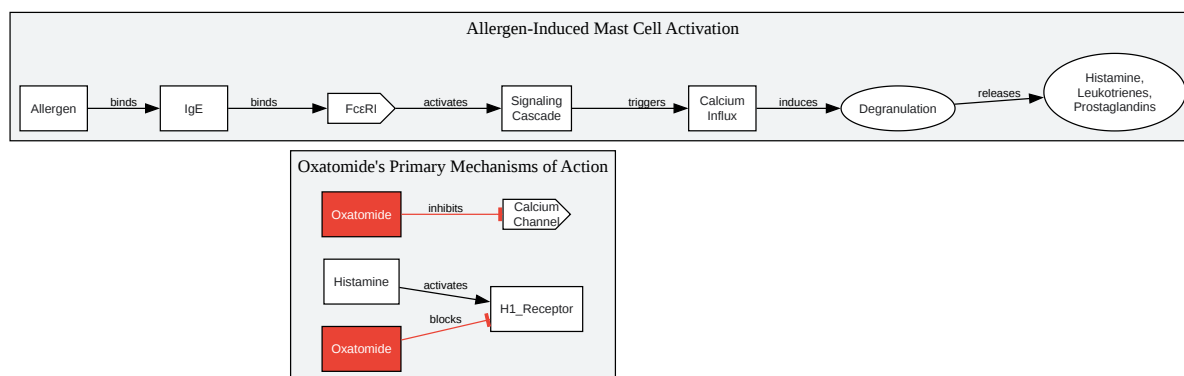 Allergen-Induced Mast Cell Activation
Allergen
binds
IgE
binds
FcεRI
activates
Signaling
Cascade
triggers
Calcium
Influx
induces
Degranulation
releases
Histamine,
Leukotrienes,
Prostaglandins
Oxatomide's Primary Mechanisms of Action
Oxatomide
inhibits
Calcium
Channel
Histamine
activates
H1_Receptor
blocks
Oxatomide